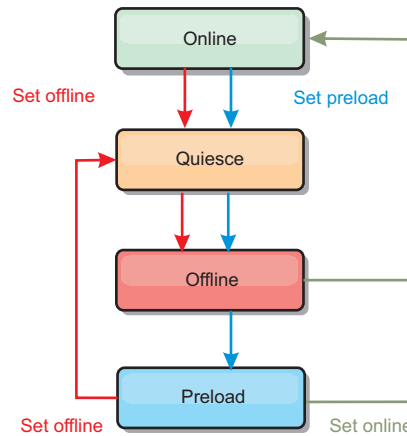 Online
Set offline
Set preload
Quiesce
Offline
Preload
Set offline
Set online